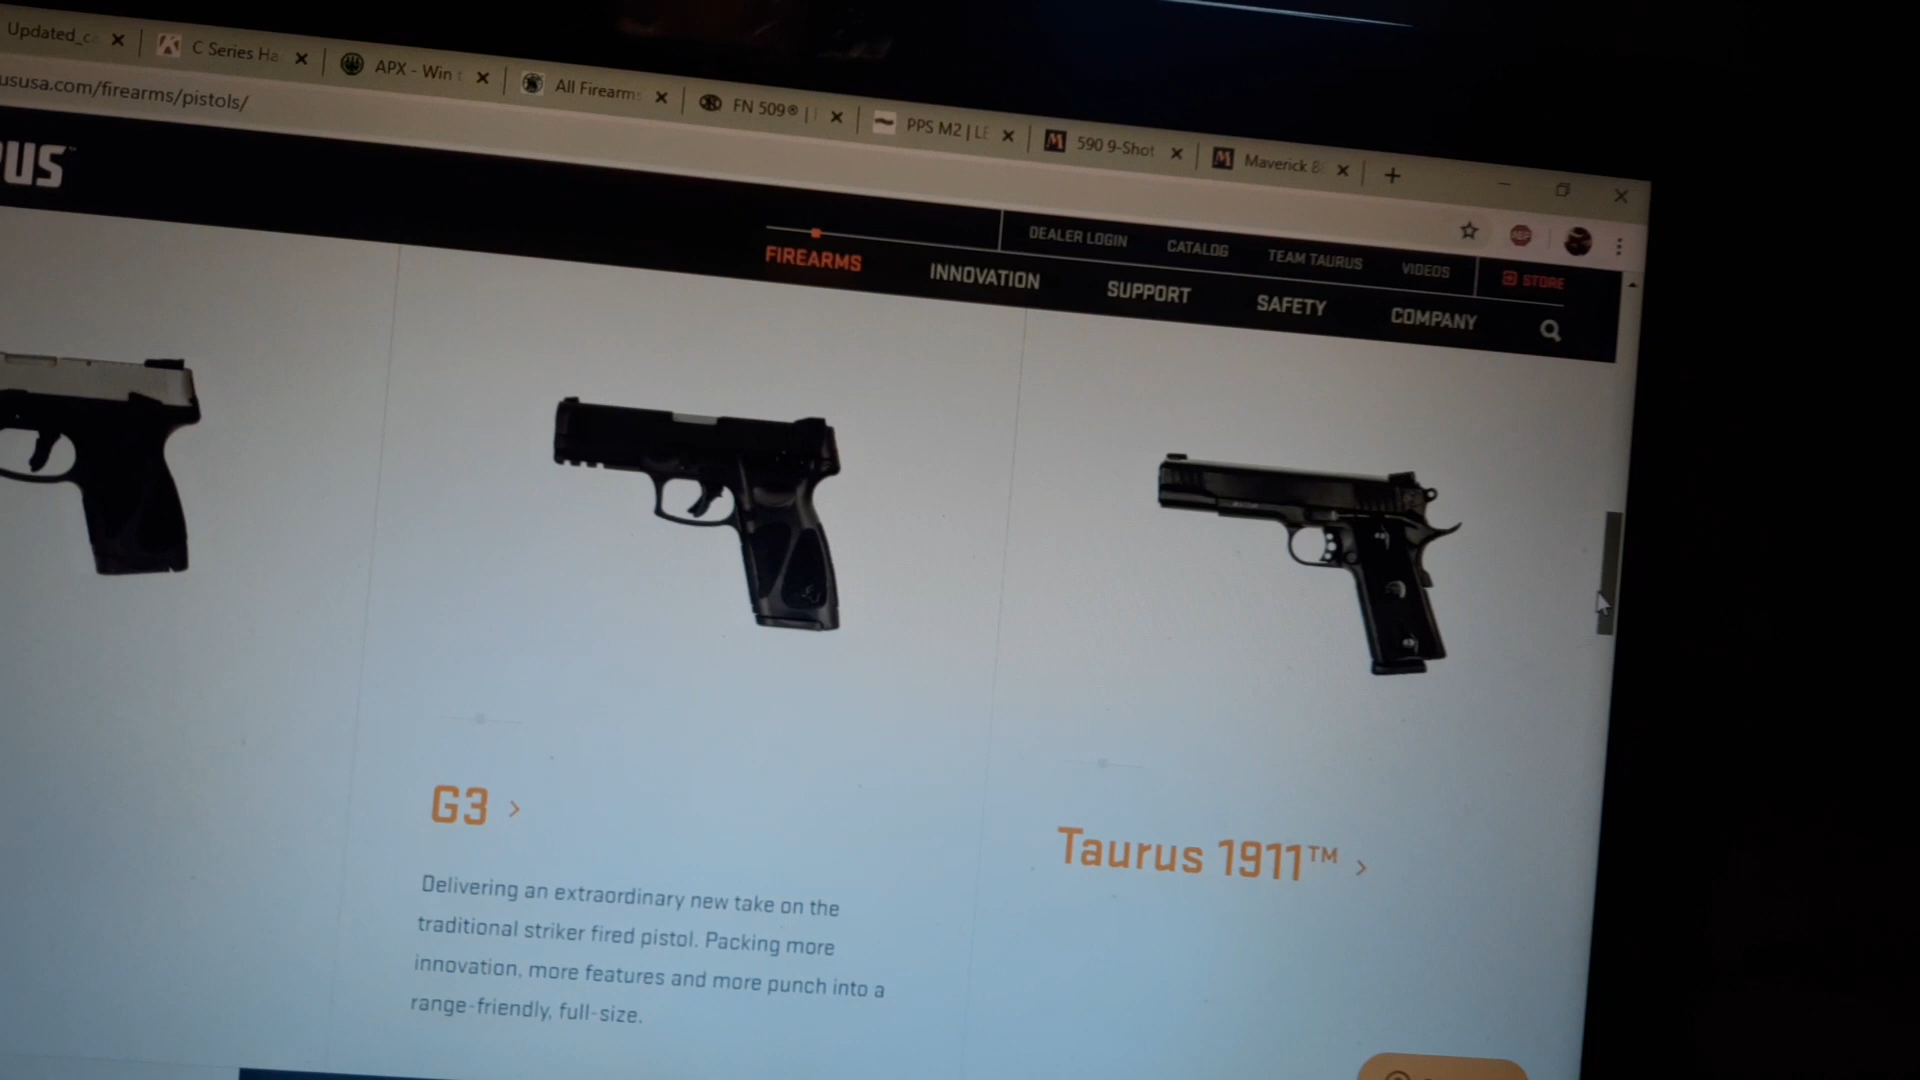 Updated_c
C Series Ha
APX - Win t
All Firearms
FN 509® |
PPS M2 | LE
590 9-Shot
Maverick 8
ususa.com/firearms/pistols/
US™
DEALER LOGIN
CATALOG
TEAM TAURUS
VIDEOS
STORE
FIREARMS
INNOVATION
SUPPORT
SAFETY
COMPANY
G3 >
Delivering an extraordinary new take on the
traditional striker fired pistol. Packing more
innovation, more features and more punch into a
range-friendly, full-size.
Taurus 1911™ >